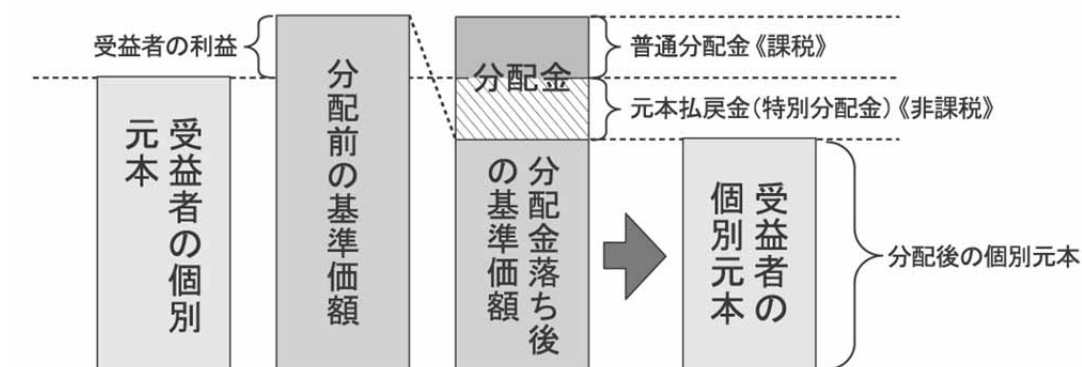 受益者の利益
受益者の個別
元本
分配前の基準価額
分配金
分配金落ち後
の基準価額
普通分配金《課税》
元本払戻金(特別分配金)《非課税》
受益者の
個別元本
分配後の個別元本